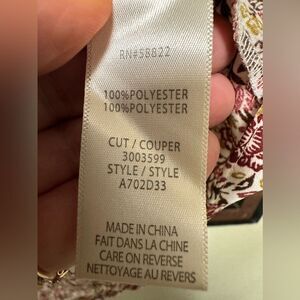 RN#58822
100%POLYESTER
100%POLYESTER
CUT / COUPER
3003599
STYLE / STYLE
A702D33
MADE IN CHINA
FAIT DANS LA CHINE
CARE ON REVERSE
NETTOYAGE AU REVERS